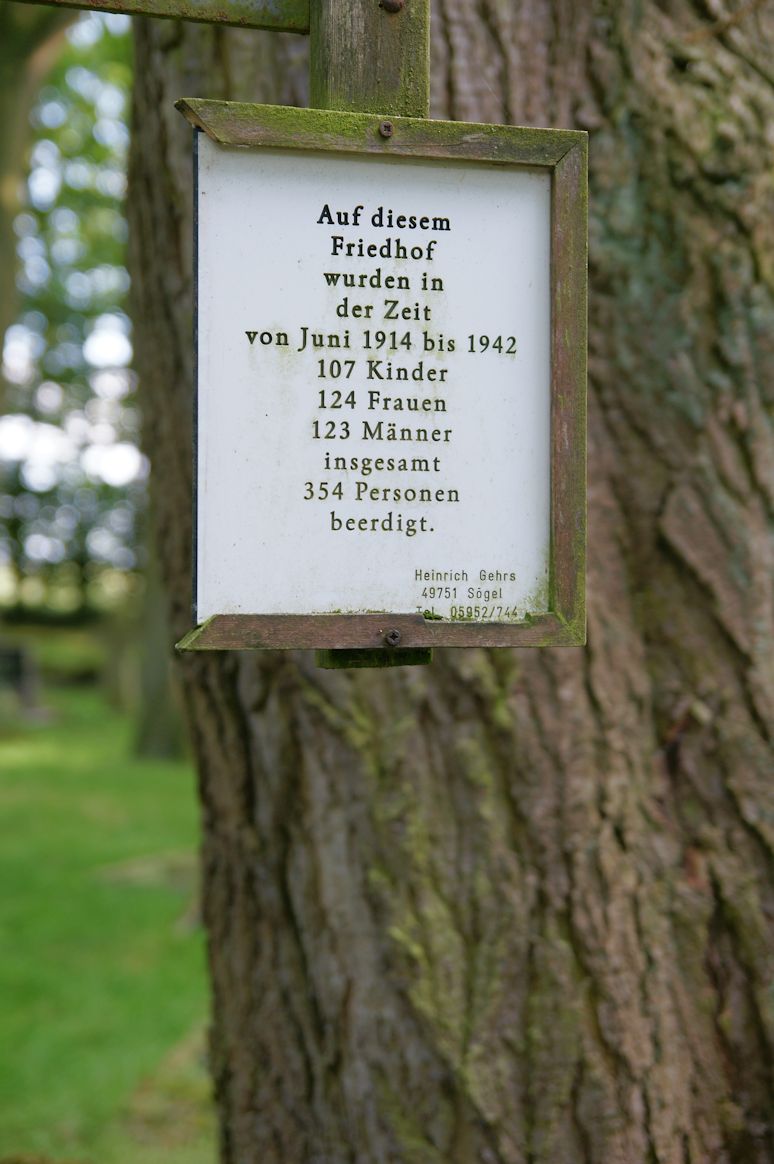 Auf diesem
Friedhof
wurden in
der Zeit
von Juni 1914 bis 1942
107 Kinder
124 Frauen
123 Männer
insgesamt
354 Personen
beerdigt.
Heinrich Gehrs
49751 Sögel
Tel. 05952/744